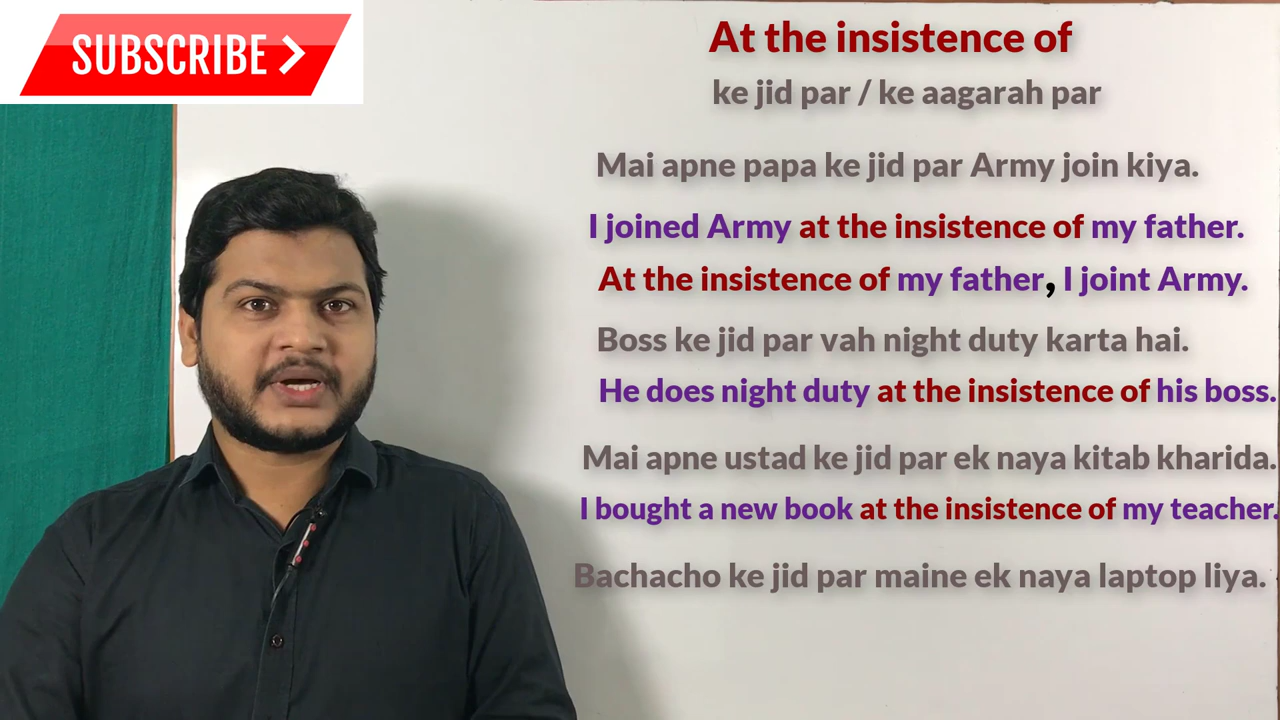 SUBSCRIBE
At the insistence of
ke jid par / ke aagarah par
Mai apne papa ke jid par Army join kiya.
I joined Army at the insistence of my father.
At the insistence of my father, I joint Army.
Boss ke jid par vah night duty karta hai.
He does night duty at the insistence of his boss.
Mai apne ustad ke jid par ek naya kitab kharida.
I bought a new book at the insistence of my teacher.
Bachacho ke jid par maine ek naya laptop liya.